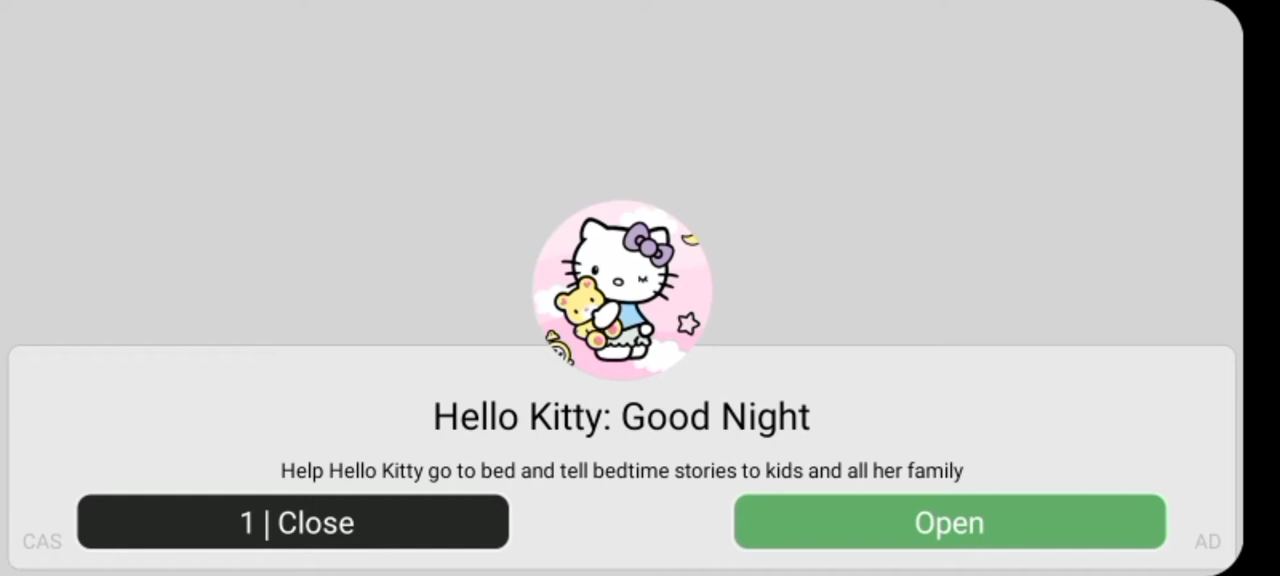 Hello Kitty: Good Night
Help Hello Kitty go to bed and tell bedtime stories to kids and all her family
1 | Close
Open
CAS
AD